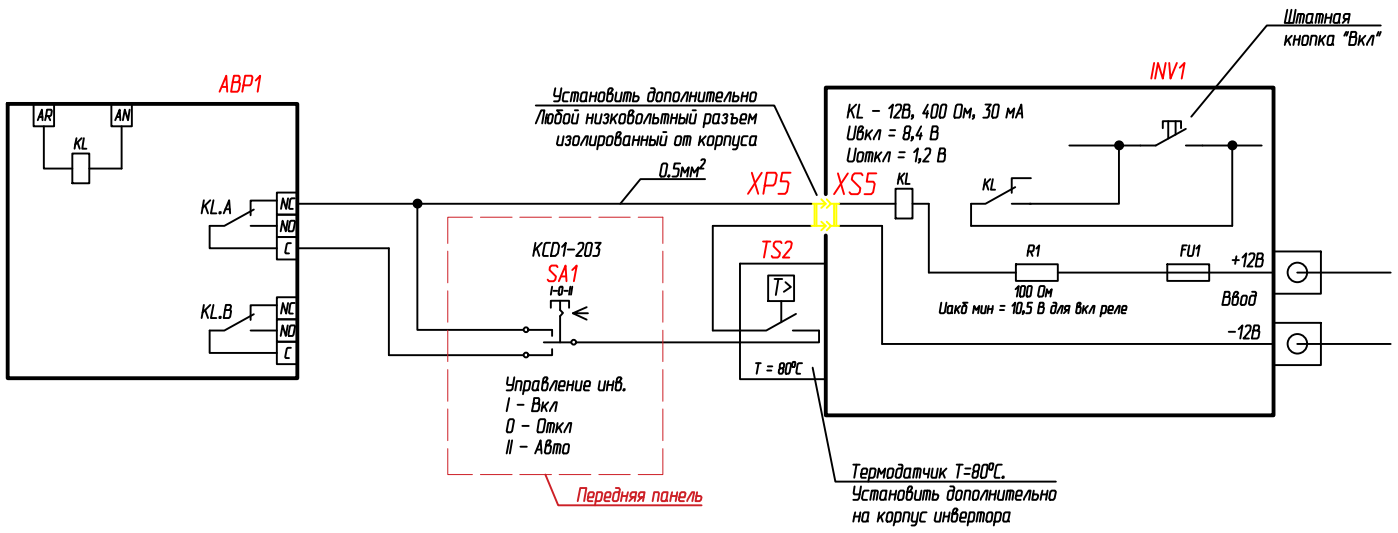 Штатная
кнопка "Вкл"
АВР1
INV1
AR
AN
KL
Установить дополнительно
Любой низковольтный разъем
изолированный от корпуса
0.5мм²
KL - 12В, 400 Ом, 30 мА
Uвкл = 8,4 В
Uоткл = 1,2 В
XP5
XS5
KL
KL
KL.A
NC
NO
C
KCD1-203
SA1
I-0-II
TS2
T>
R1
100 Ом
FU1
Uакб мин = 10,5 В для вкл реле
+12В
Ввод
-12В
KL.B
NC
NO
C
T = 80°C
Управление инв.
I - Вкл
0 - Откл
II - Авто
Передняя панель
Термодатчик T=80°C.
Установить дополнительно
на корпус инвертора